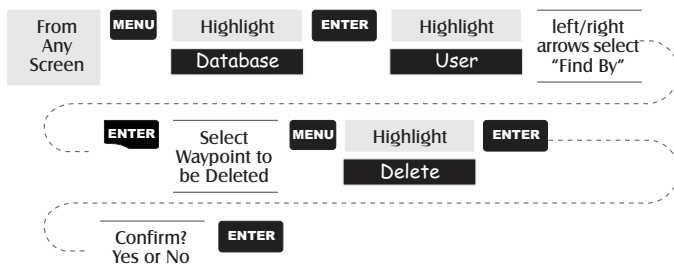 From
Any
Screen
MENU
Highlight
Database
ENTER
Highlight
User
left/right
arrows select
“Find By”
ENTER
Select
Waypoint to
be Deleted
MENU
Highlight
Delete
ENTER
Confirm?
Yes or No
ENTER